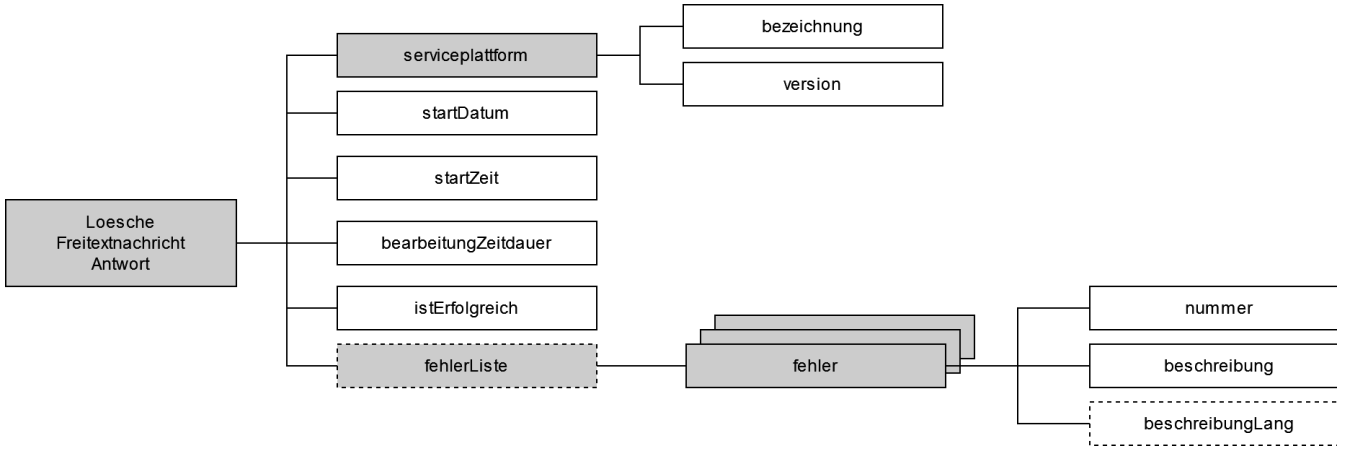 bezeichnung
serviceplattform
version
startDatum
startZeit
Loesche
Freitextnachricht
Antwort
bearbeitungZeitdauer
istErfolgreich
nummer
fehlerListe
fehler
beschreibung
beschreibungLang